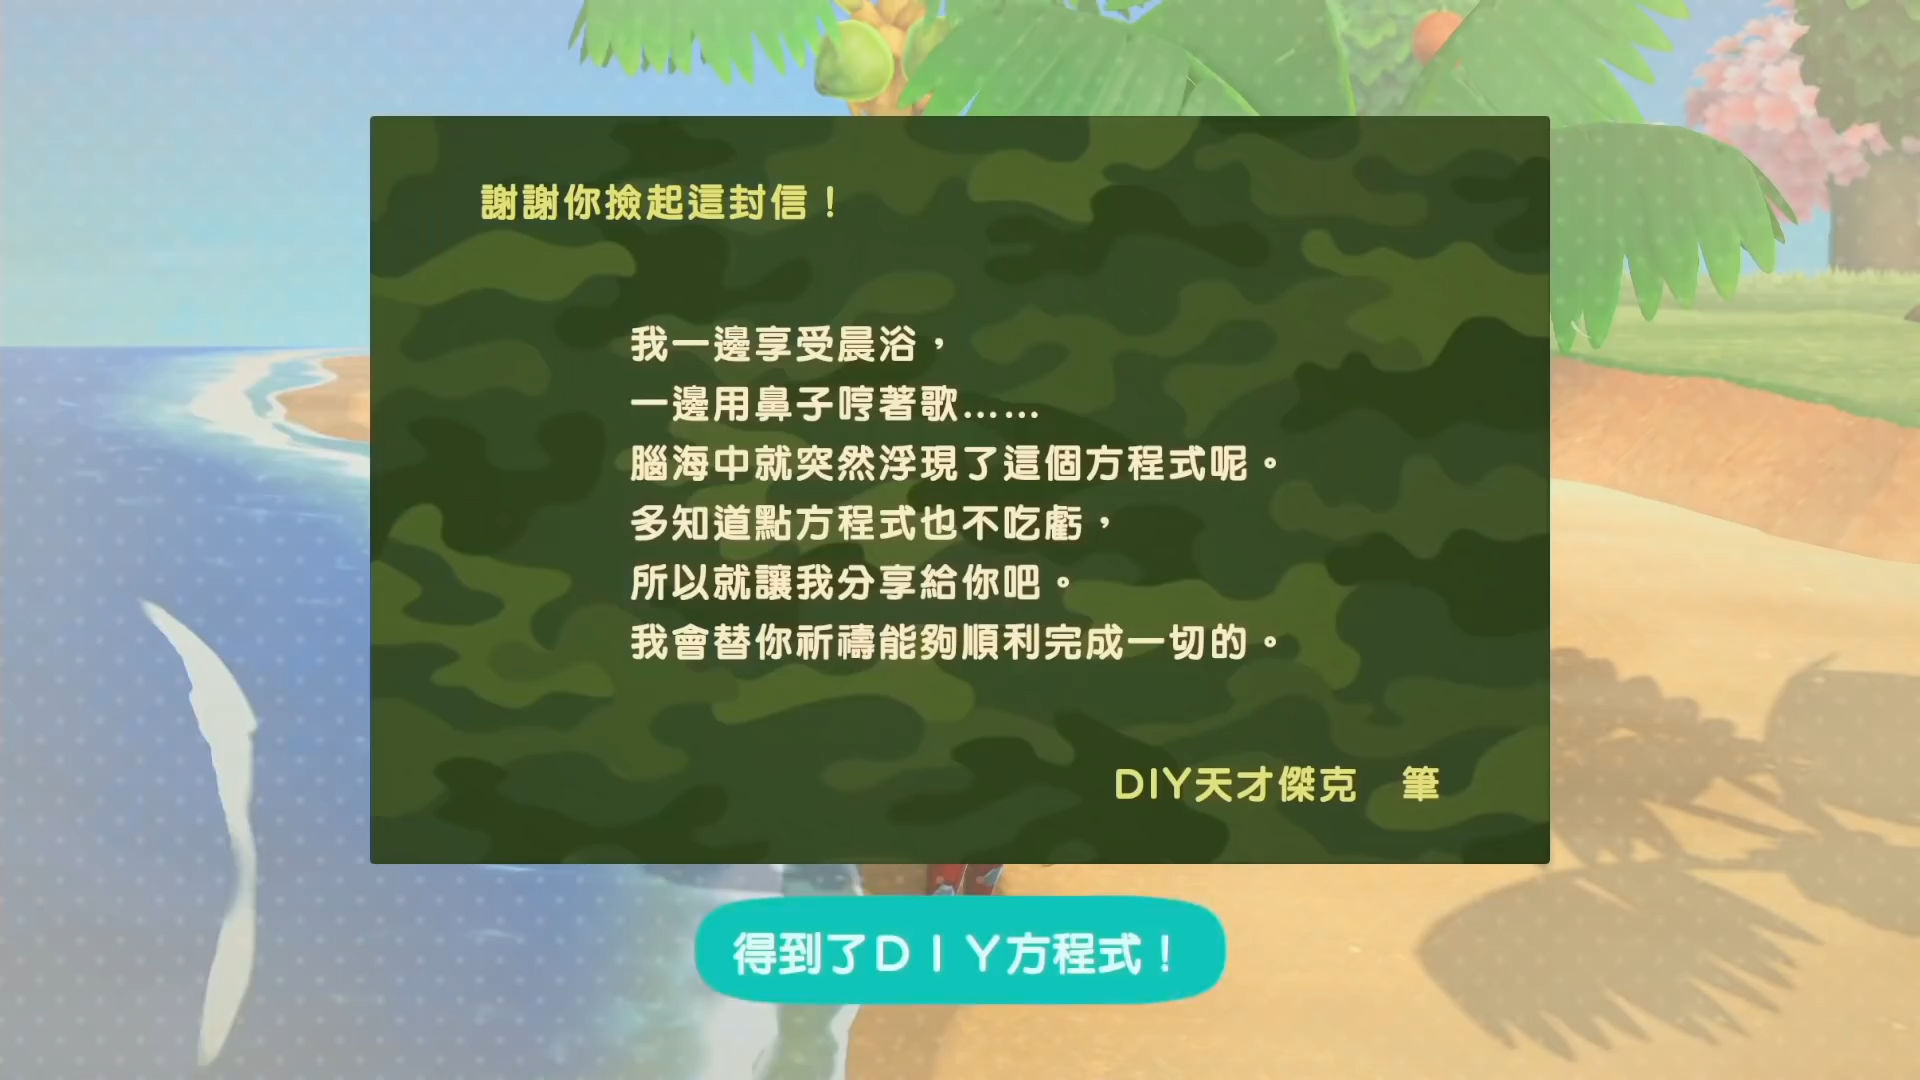 謝謝你撿起這封信！
我一邊享受晨浴，
一邊用鼻子哼著歌……
腦海中就突然浮現了這個方程式呢。
多知道點方程式也不吃虧，
所以就讓我分享給你吧。
我會替你祈禱能夠順利完成一切的。
DIY天才傑克　筆
得到了ＤＩＹ方程式！